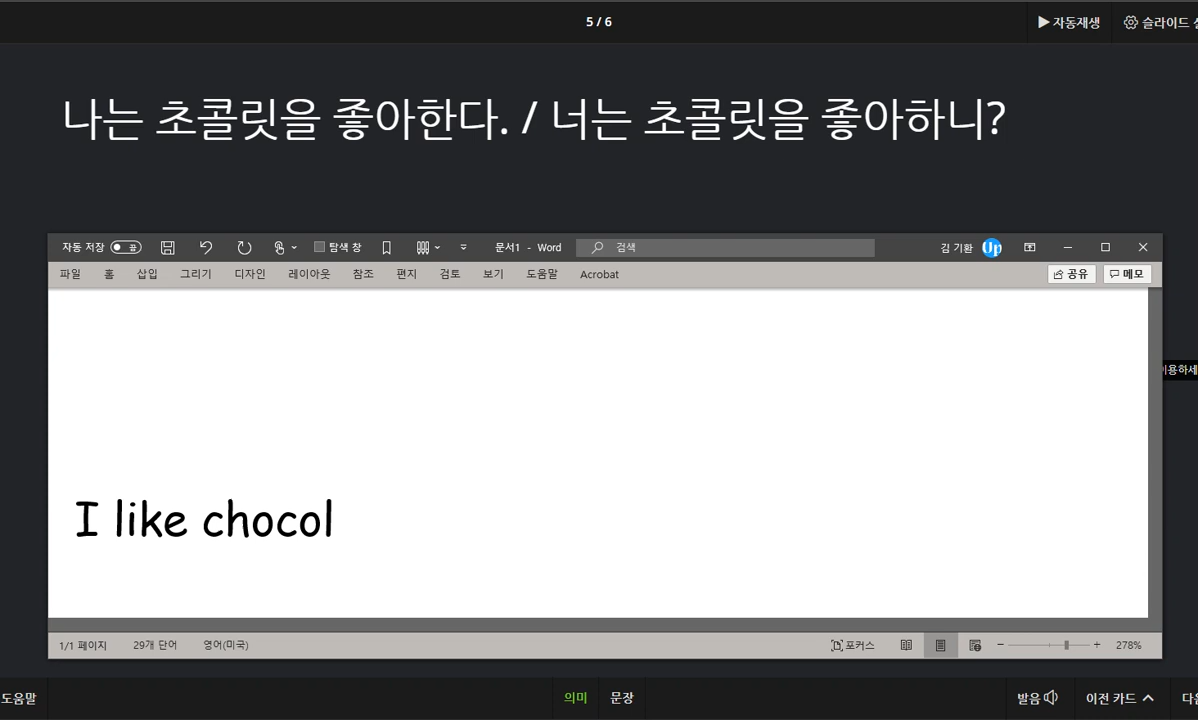 5 / 6
자동재생
슬라이드
나는 초콜릿을 좋아한다. / 너는 초콜릿을 좋아하니?
자동 저장 끔 탐색 창 문서1 - Word 검색 김 기환 Up
파일 홈 삽입 그리기 디자인 레이아웃 참조 편지 검토 보기 도움말 Acrobat 공유 메모
이용하세
I like chocol
1/1 페이지 29개 단어 영어(미국) 포커스 278%
도움말 의미 문장 발음 이전 카드 다음